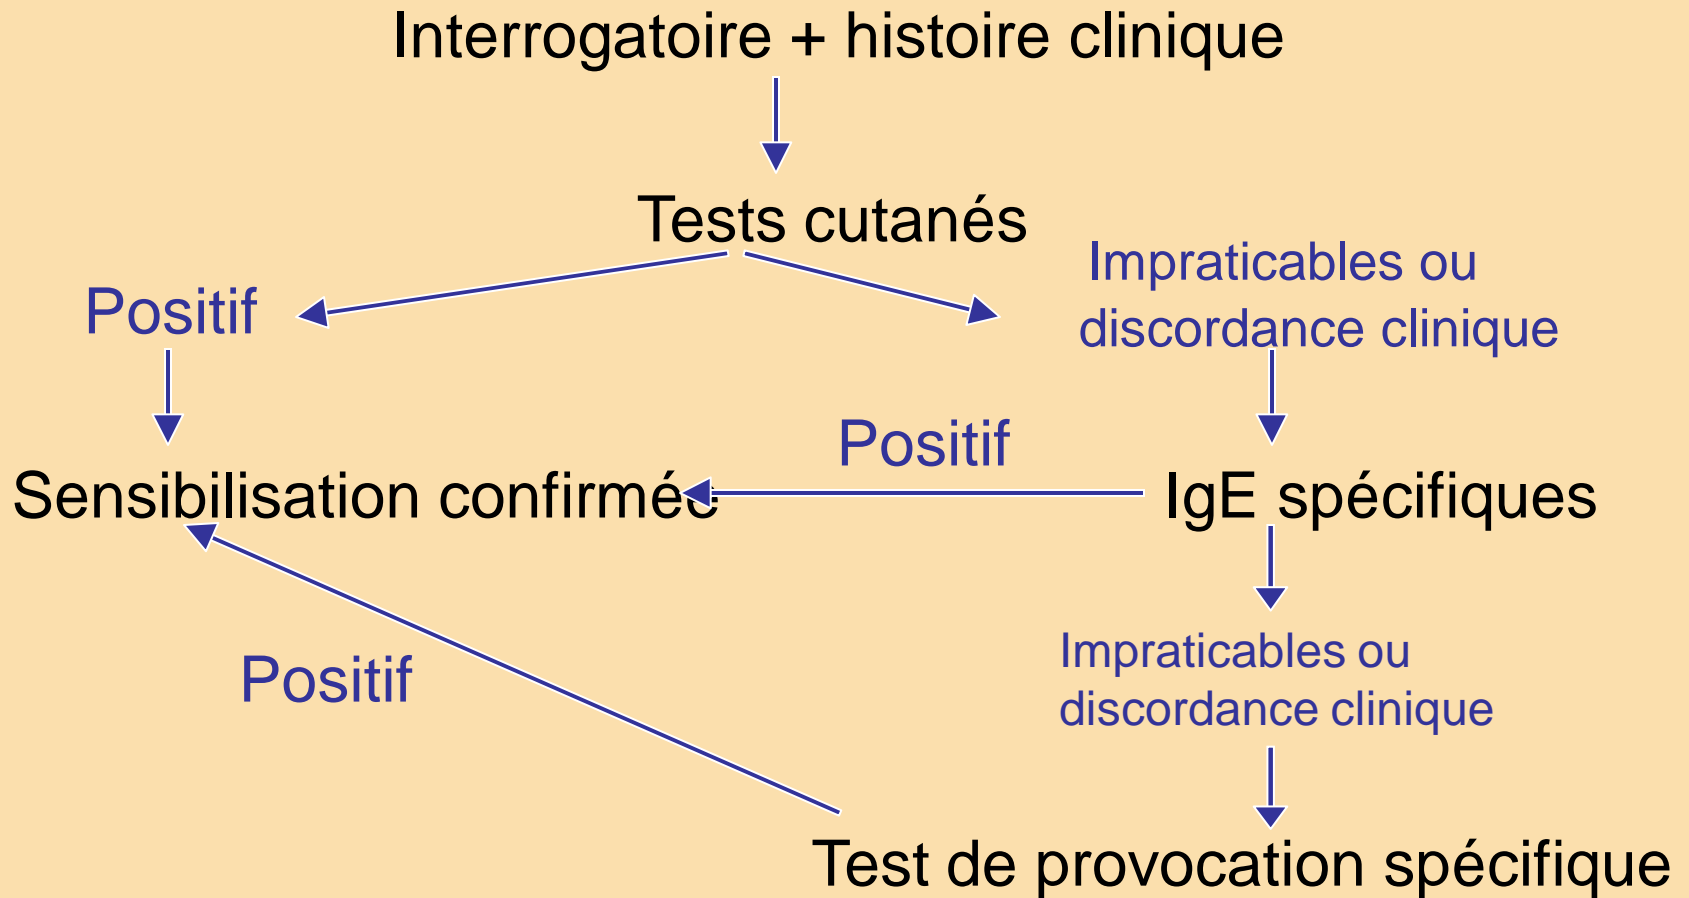 Interrogatoire + histoire clinique
Tests cutanés
Impraticables ou
discordance clinique
Positif
Positif
Sensibilisation confirmée
IgE spécifiques
Impraticables ou
discordance clinique
Positif
Test de provocation spécifique